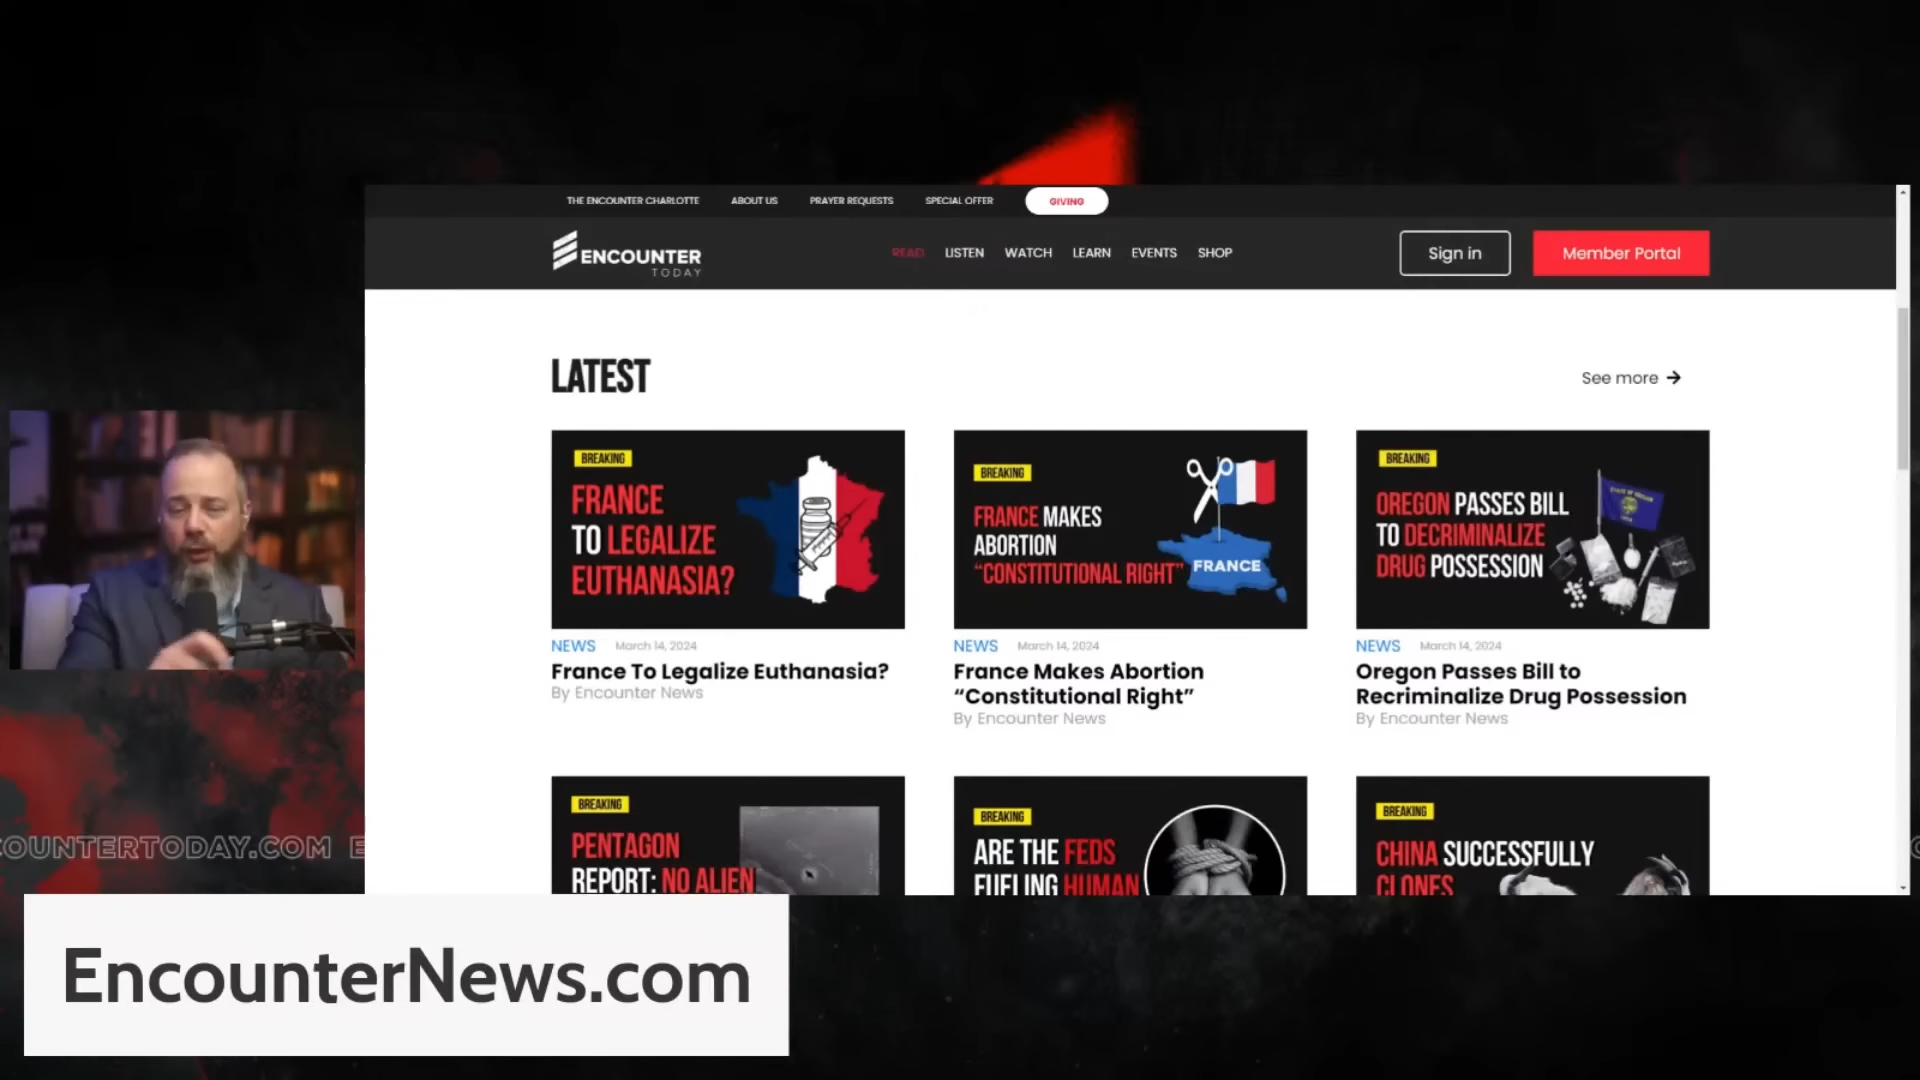 THE ENCOUNTER CHARLOTTE ABOUT US PRAYER REQUESTS SPECIAL OFFER GIVING
ENCOUNTER
TODAY
READ LISTEN WATCH LEARN EVENTS SHOP
Sign in Member Portal
LATEST
See more →
BREAKING
FRANCE
TO LEGALIZE
EUTHANASIA?
NEWS March 14, 2024
France To Legalize Euthanasia?
By Encounter News
BREAKING
FRANCE MAKES
ABORTION
“CONSTITUTIONAL RIGHT”
FRANCE
NEWS March 14, 2024
France Makes Abortion
“Constitutional Right”
By Encounter News
BREAKING
OREGON PASSES BILL
TO DECRIMINALIZE
DRUG POSSESSION
NEWS March 14, 2024
Oregon Passes Bill to
Recriminalize Drug Possession
By Encounter News
BREAKING
PENTAGON
REPORT: NO ALIEN
BREAKING
ARE THE FEDS
FUELING HUMAN
BREAKING
CHINA SUCCESSFULLY
CLONES
COUNTERTODAY.COM E
EncounterNews.com